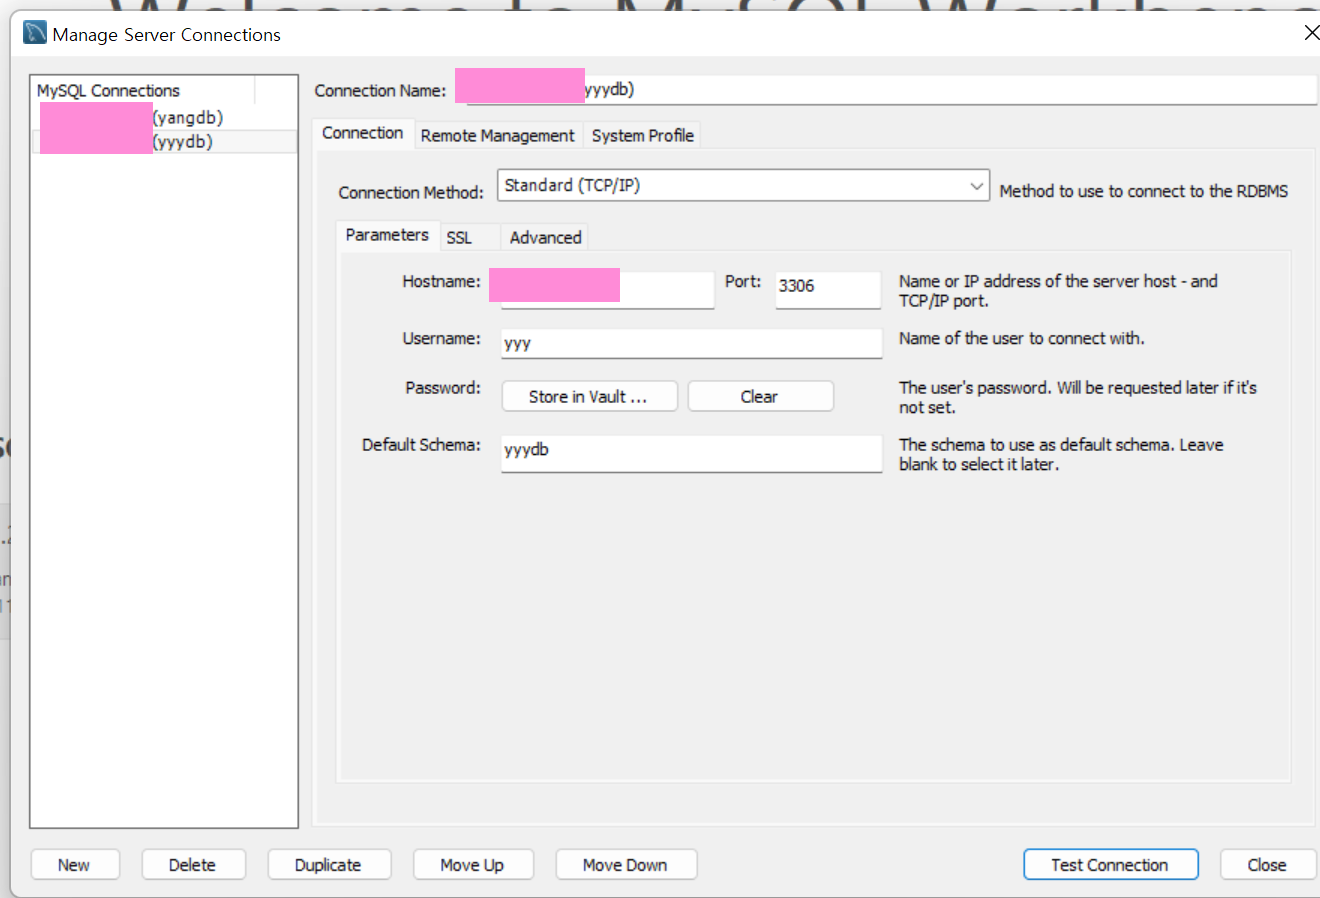 Welcome to MySQL Workbenc
Manage Server Connections
MySQL Connections
(yangdb)
(yyydb)
Connection Name:
yyydb)
Connection
Remote Management
System Profile
Connection Method:
Standard (TCP/IP)
Method to use to connect to the RDBMS
Parameters
SSL
Advanced
Hostname:
Port:
3306
Name or IP address of the server host - and
TCP/IP port.
Username:
yyy
Name of the user to connect with.
Password:
Store in Vault ...
Clear
The user's password. Will be requested later if it's
not set.
Default Schema:
yyydb
The schema to use as default schema. Leave
blank to select it later.
New
Delete
Duplicate
Move Up
Move Down
Test Connection
Close